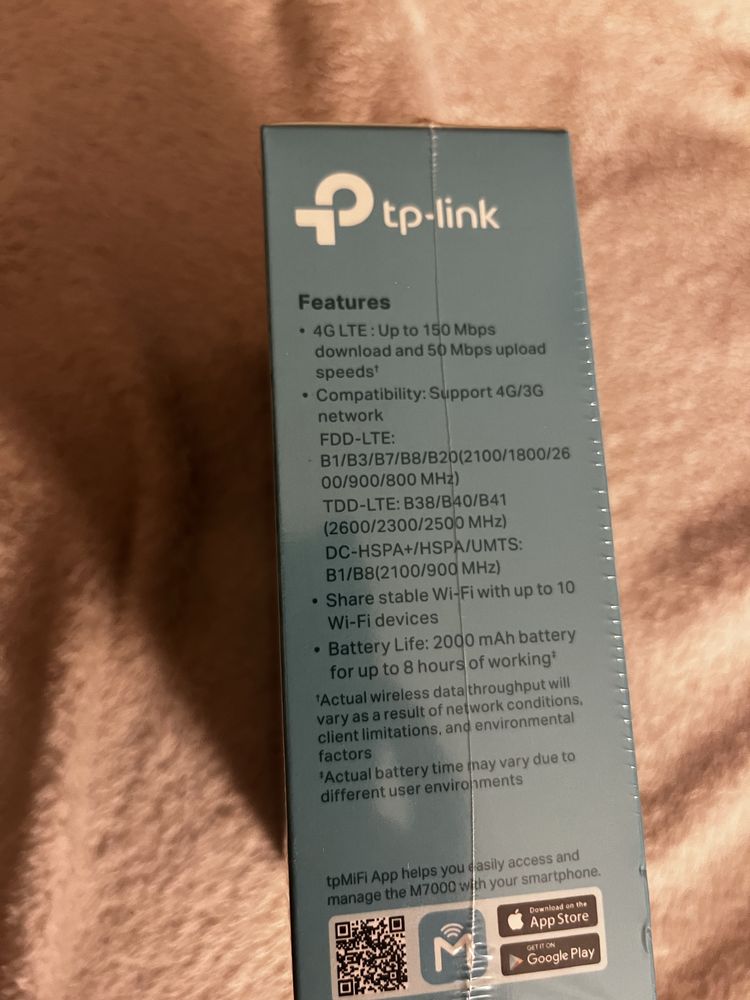 tp-link
Features
• 4G LTE : Up to 150 Mbps
download and 50 Mbps upload
speeds†
• Compatibility: Support 4G/3G
network
FDD-LTE:
B1/B3/B7/B8/B20(2100/1800/26
00/900/800 MHz)
TDD-LTE: B38/B40/B41
(2600/2300/2500 MHz)
DC-HSPA+/HSPA/UMTS:
B1/B8(2100/900 MHz)
• Share stable Wi-Fi with up to 10
Wi-Fi devices
• Battery Life: 2000 mAh battery
for up to 8 hours of working‡
†Actual wireless data throughput will
vary as a result of network conditions,
client limitations, and environmental
factors
‡Actual battery time may vary due to
different user environments
tpMiFi App helps you easily access and
manage the M7000 with your smartphone.
M
Download on the
App Store
GET IT ON
Google Play